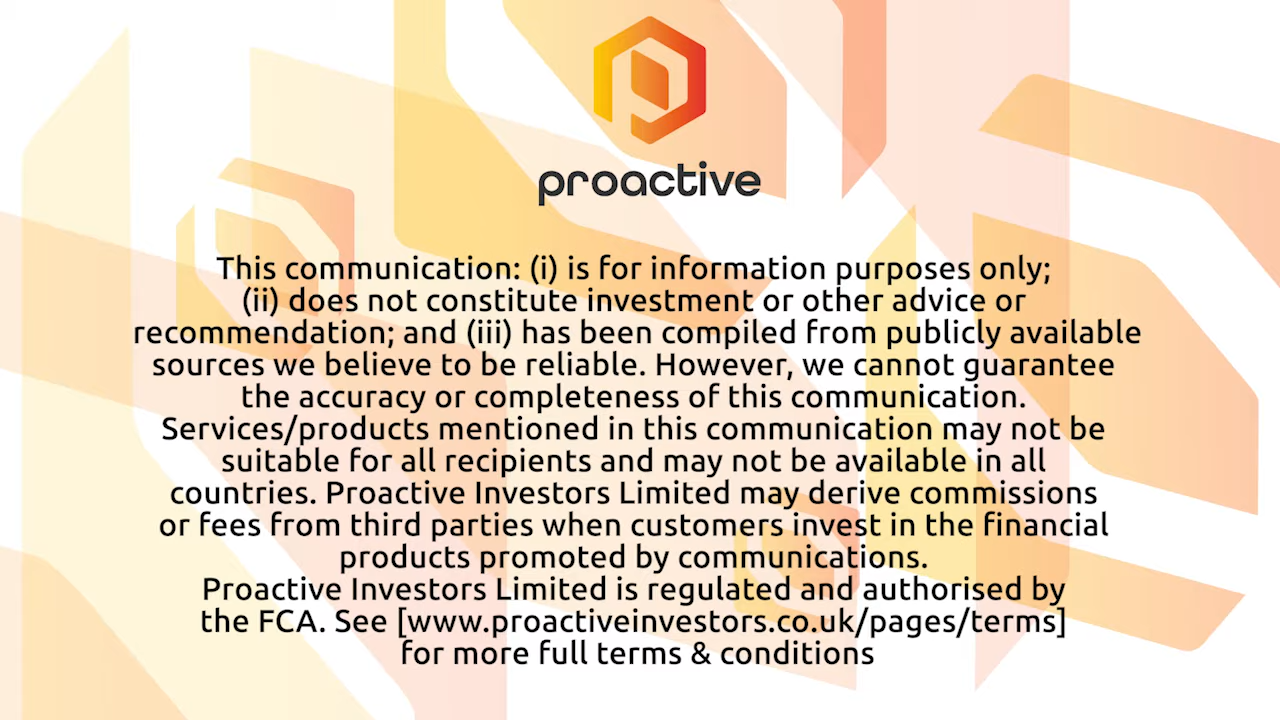 proactive
This communication: (i) is for information purposes only;
(ii) does not constitute investment or other advice or
recommendation; and (iii) has been compiled from publicly available
sources we believe to be reliable. However, we cannot guarantee
the accuracy or completeness of this communication.
Services/products mentioned in this communication may not be
suitable for all recipients and may not be available in all
countries. Proactive Investors Limited may derive commissions
or fees from third parties when customers invest in the financial
products promoted by communications.
Proactive Investors Limited is regulated and authorised by
the FCA. See [www.proactiveinvestors.co.uk/pages/terms]
for more full terms & conditions